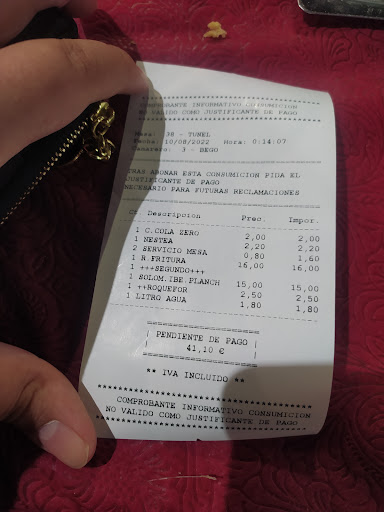 ************************************
COMPROBANTE INFORMATIVO CONSUMICION
NO VALIDO COMO JUSTIFICANTE DE PAGO
************************************
Mesa: 38 - TUNEL
Fecha: 10/08/2022 Hora: 0:14:07
Camarero: 3 - BEGO
====================================
TRAS ABONAR ESTA CONSUMICION PIDA EL
JUSTIFICANTE DE PAGO
NECESARIO PARA FUTURAS RECLAMACIONES
====================================
Descripcion Prec. Impor.
1 C.COLA ZERO 2,00 2,00
1 NESTEA 2,20 2,20
2 SERVICIO MESA 0,80 1,60
1 R.FRITURA 16,00 16,00
1 +++SEGUNDO+++
1 SOLOM.IBE.PLANCH 15,00 15,00
1 ++ROQUEFOR 2,50 2,50
1 LITRO AGUA 1,80 1,80
======================
| PENDIENTE DE PAGO |
| 41,10 € |
======================
** IVA INCLUIDO **
************************************
COMPROBANTE INFORMATIVO CONSUMICION
NO VALIDO COMO JUSTIFICANTE DE PAGO
************************************